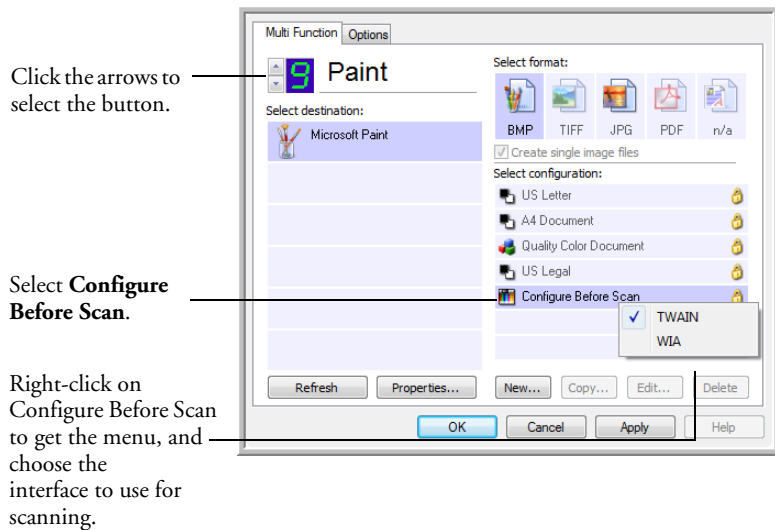 Multi Function Options
Click the arrows to
select the button.
9 Paint
Select destination:
Microsoft Paint
Select format:
BMP TIFF JPG PDF n/a
Create single image files
Select configuration:
US Letter
A4 Document
Quality Color Document
US Legal
Configure Before Scan
TWAIN
WIA
Select Configure
Before Scan.
Right-click on
Configure Before Scan
to get the menu, and
choose the
interface to use for
scanning.
Refresh Properties... New... Copy... Edit... Delete
OK Cancel Apply Help